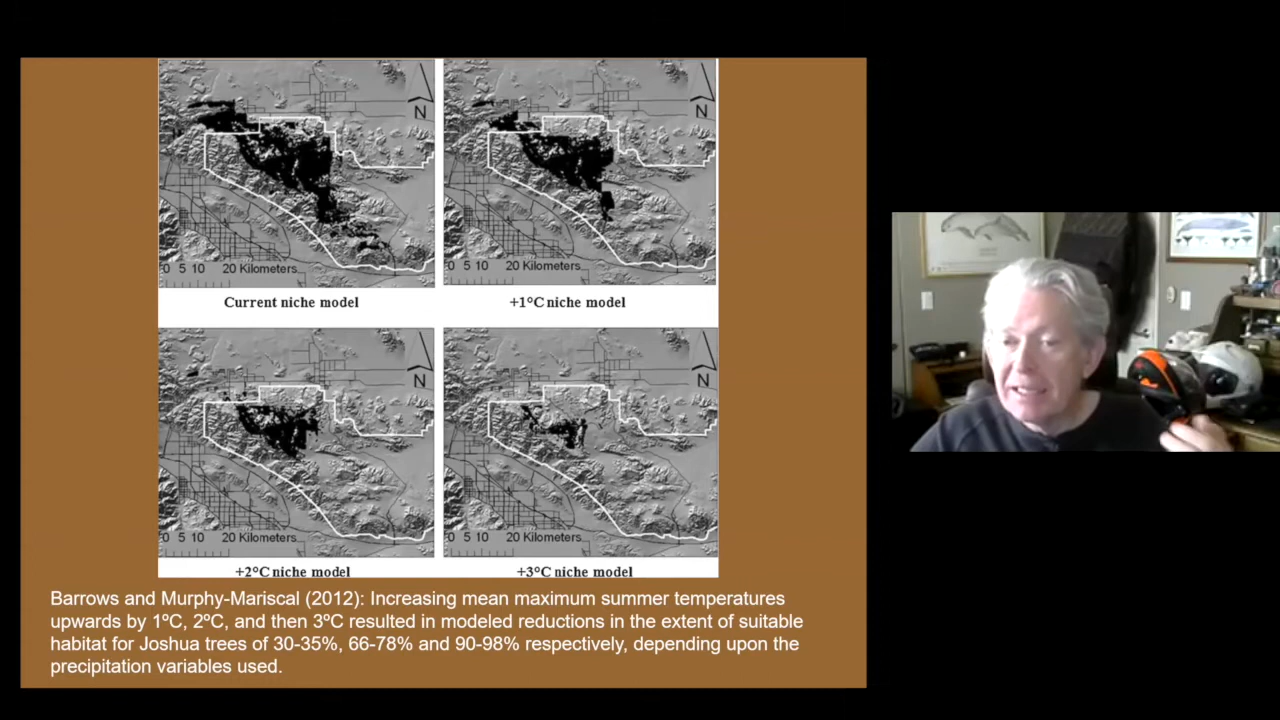 N
0 5 10 20 Kilometers
Current niche model
N
0 5 10 20 Kilometers
+1°C niche model
N
0 5 10 20 Kilometers
+2°C niche model
N
0 5 10 20 Kilometers
+3°C niche model
Barrows and Murphy-Mariscal (2012): Increasing mean maximum summer temperatures
upwards by 1ºC, 2ºC, and then 3ºC resulted in modeled reductions in the extent of suitable
habitat for Joshua trees of 30-35%, 66-78% and 90-98% respectively, depending upon the
precipitation variables used.